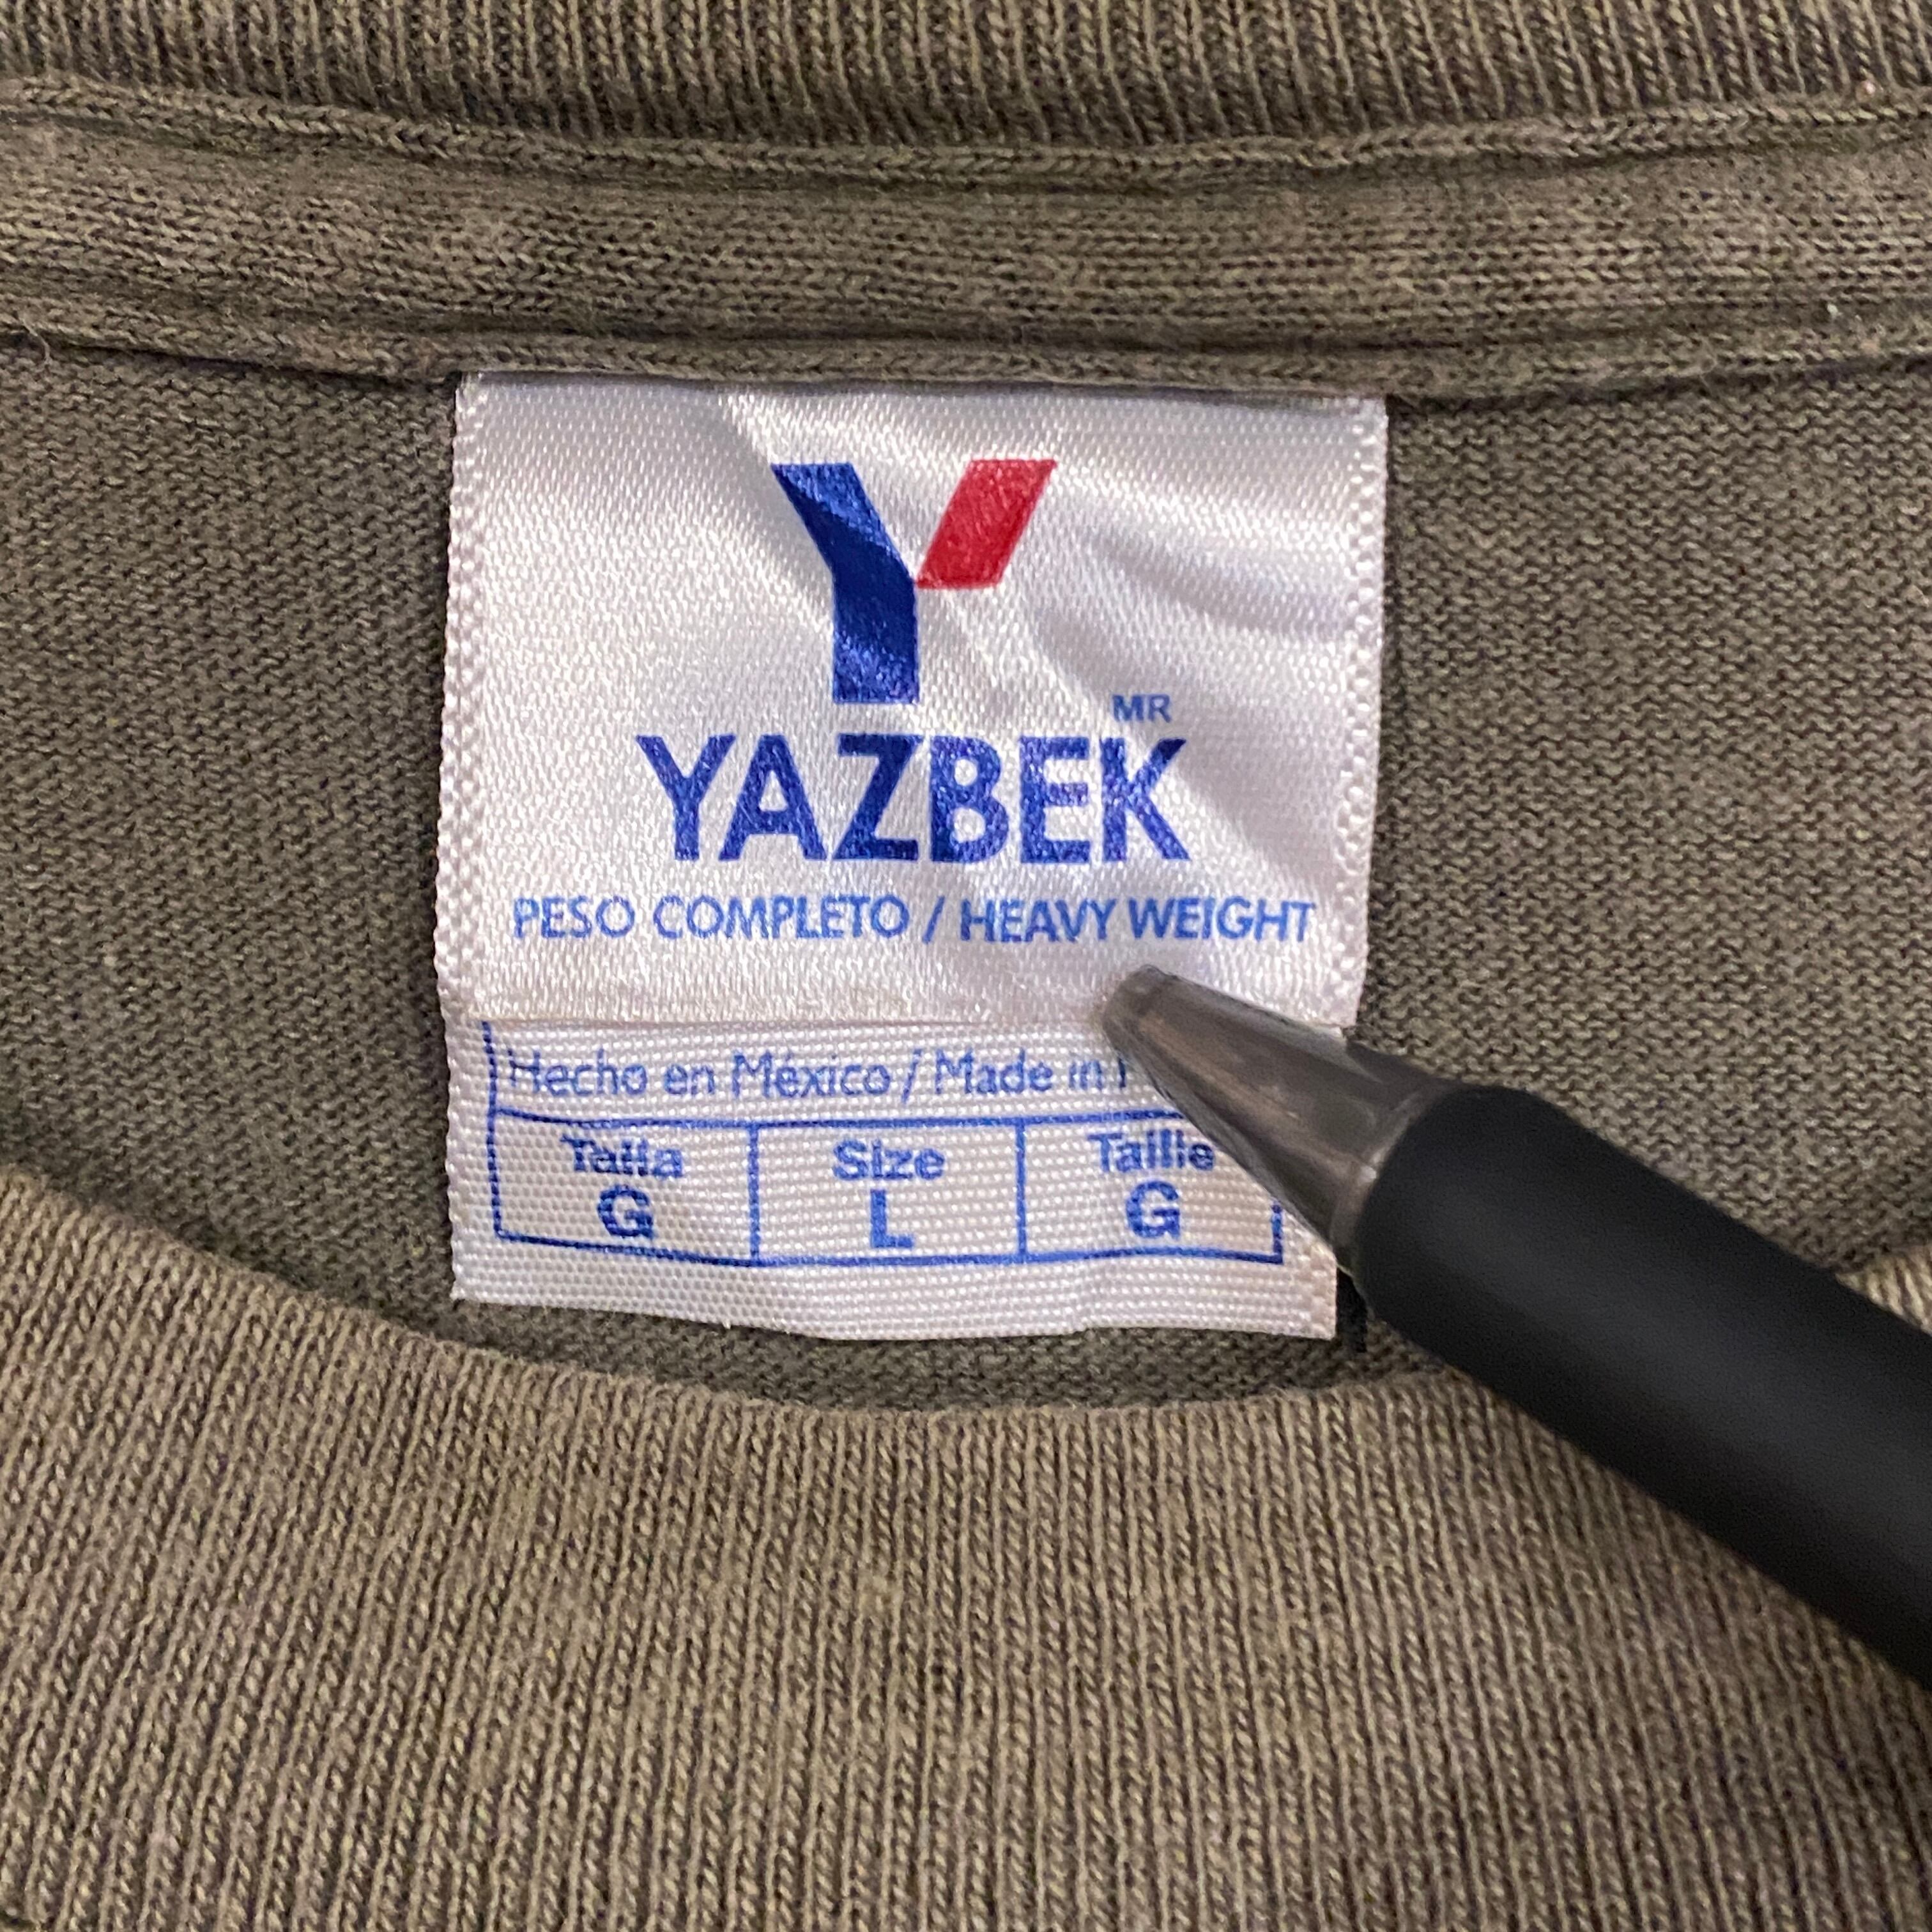 Y
MR
YAZBEK
PESO COMPLETO / HEAVY WEIGHT
Hecho en México / Made in
Talla Size Taille
G L G